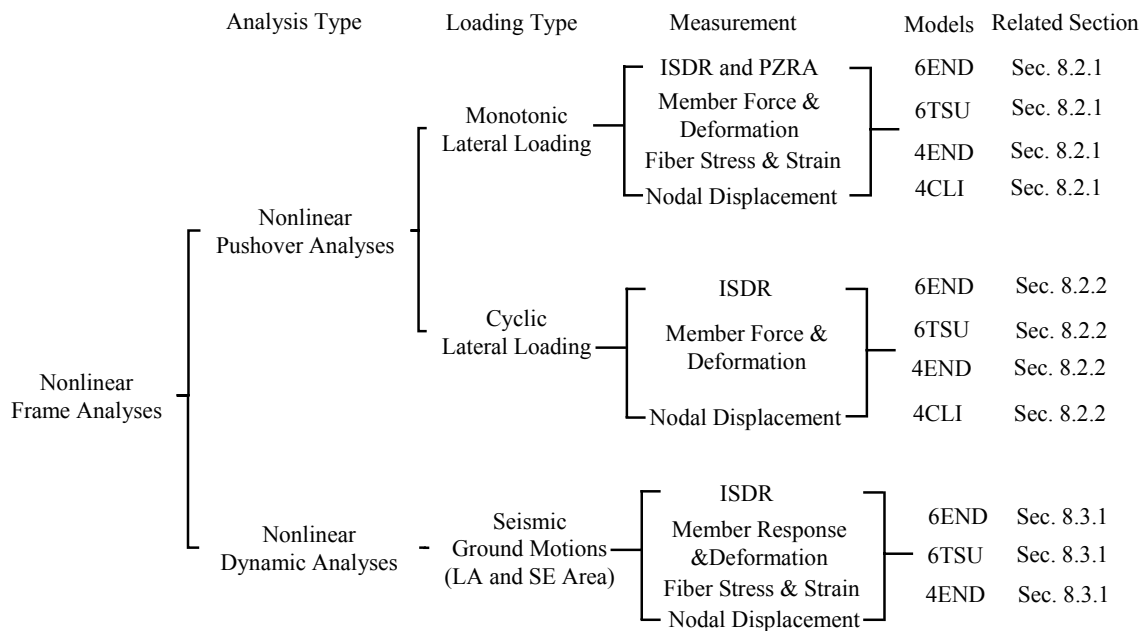 Analysis Type Loading Type Measurement Models Related Section
ISDR and PZRA
Member Force &
Deformation
Fiber Stress & Strain
Nodal Displacement
Monotonic
Lateral Loading
6END Sec. 8.2.1
6TSU Sec. 8.2.1
4END Sec. 8.2.1
4CLI Sec. 8.2.1
Nonlinear
Pushover Analyses
Cyclic
Lateral Loading
ISDR
Member Force &
Deformation
Nodal Displacement
6END Sec. 8.2.2
6TSU Sec. 8.2.2
4END Sec. 8.2.2
4CLI Sec. 8.2.2
Nonlinear
Frame Analyses
Nonlinear
Dynamic Analyses
Seismic
Ground Motions
(LA and SE Area)
ISDR
Member Response
&Deformation
Fiber Stress & Strain
Nodal Displacement
6END Sec. 8.3.1
6TSU Sec. 8.3.1
4END Sec. 8.3.1